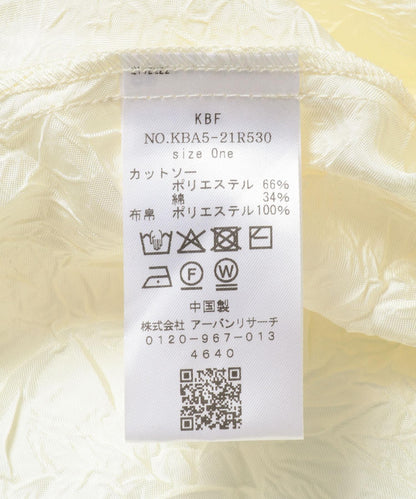 KBF
NO.KBA5-21R530
size One
カットソー
ポリエステル 66%
綿 34%
布帛 ポリエステル100%
F W
中国製
株式会社 アーバンリサーチ
0120-967-013
4640